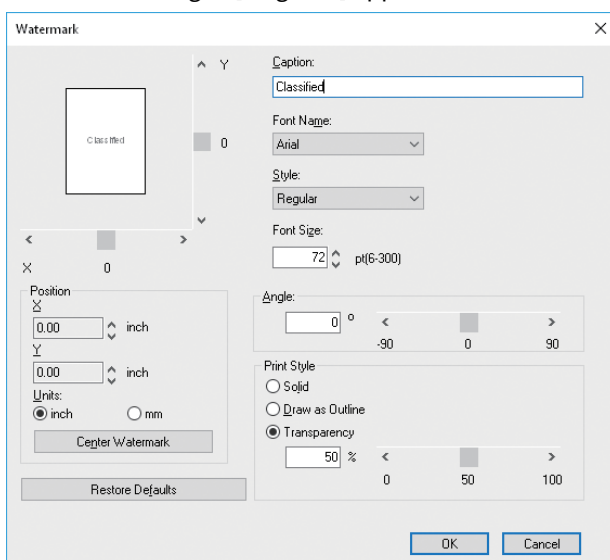 Watermark
Y
Classified
0
X 0
Position
X
0.00 inch
Y
0.00 inch
Units:
inch mm
Center Watermark
Restore Defaults
Caption:
Classified
Font Name:
Arial
Style:
Regular
Font Size:
72 pt(6-300)
Angle:
0 °
-90 0 90
Print Style
Solid
Draw as Outline
Transparency
50 %
0 50 100
OK Cancel